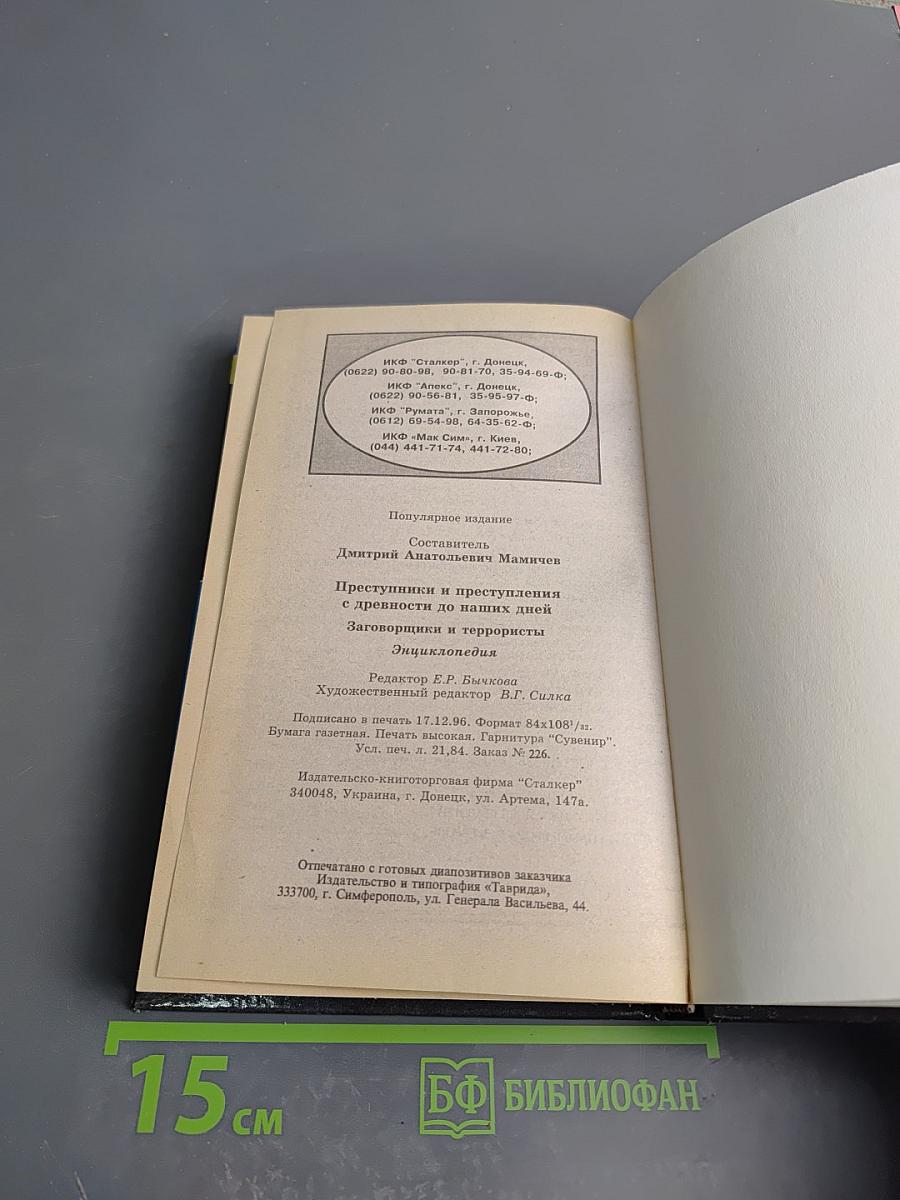 ИКФ "Сталкер", г. Донецк,
(0622) 90-80-98, 90-81-70, 35-94-69-Ф;
ИКФ "Апекс", г. Донецк,
(0622) 90-56-81, 35-95-97-Ф;
ИКФ "Румата", г. Запорожье,
(0612) 69-54-98, 64-35-62-Ф;
ИКФ «Мак Сим», г. Киев,
(044) 441-71-74, 441-72-80;
Популярное издание
Составитель
Дмитрий Анатольевич Мамичев
Преступники и преступления
с древности до наших дней
Заговорщики и террористы
Энциклопедия
Редактор Е.Р. Бычкова
Художественный редактор В.Г. Силка
Подписано в печать 17.12.96. Формат 84х108¹/₃₂.
Бумага газетная. Печать высокая. Гарнитура "Сувенир".
Усл. печ. л. 21,84. Заказ № 226.
Издательско-книготорговая фирма "Сталкер"
340048, Украина, г. Донецк, ул. Артема, 147а.
Отпечатано с готовых диапозитивов заказчика
Издательство и типография «Таврида»,
333700, г. Симферополь, ул. Генерала Васильева, 44.
15 см
БФ БИБЛИОФАН